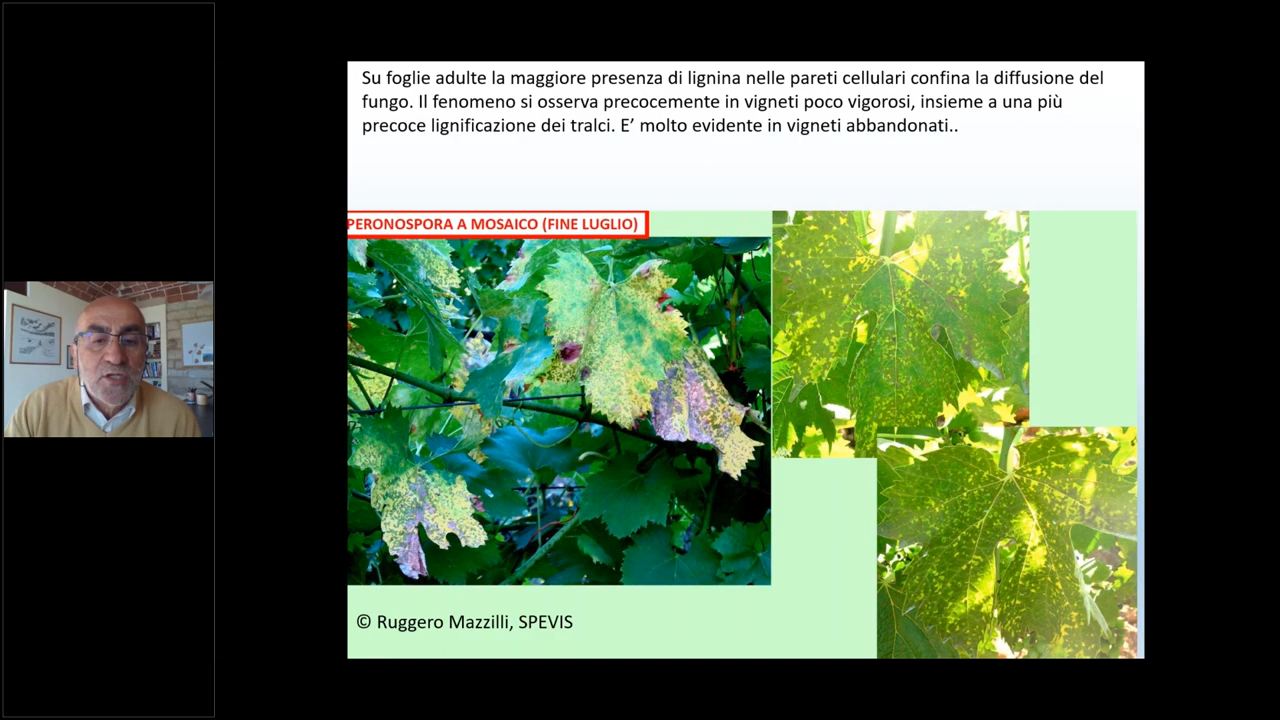 Su foglie adulte la maggiore presenza di lignina nelle pareti cellulari confina la diffusione del
fungo. Il fenomeno si osserva precocemente in vigneti poco vigorosi, insieme a una più
precoce lignificazione dei tralci. E’ molto evidente in vigneti abbandonati..
PERONOSPORA A MOSAICO (FINE LUGLIO)
© Ruggero Mazzilli, SPEVIS